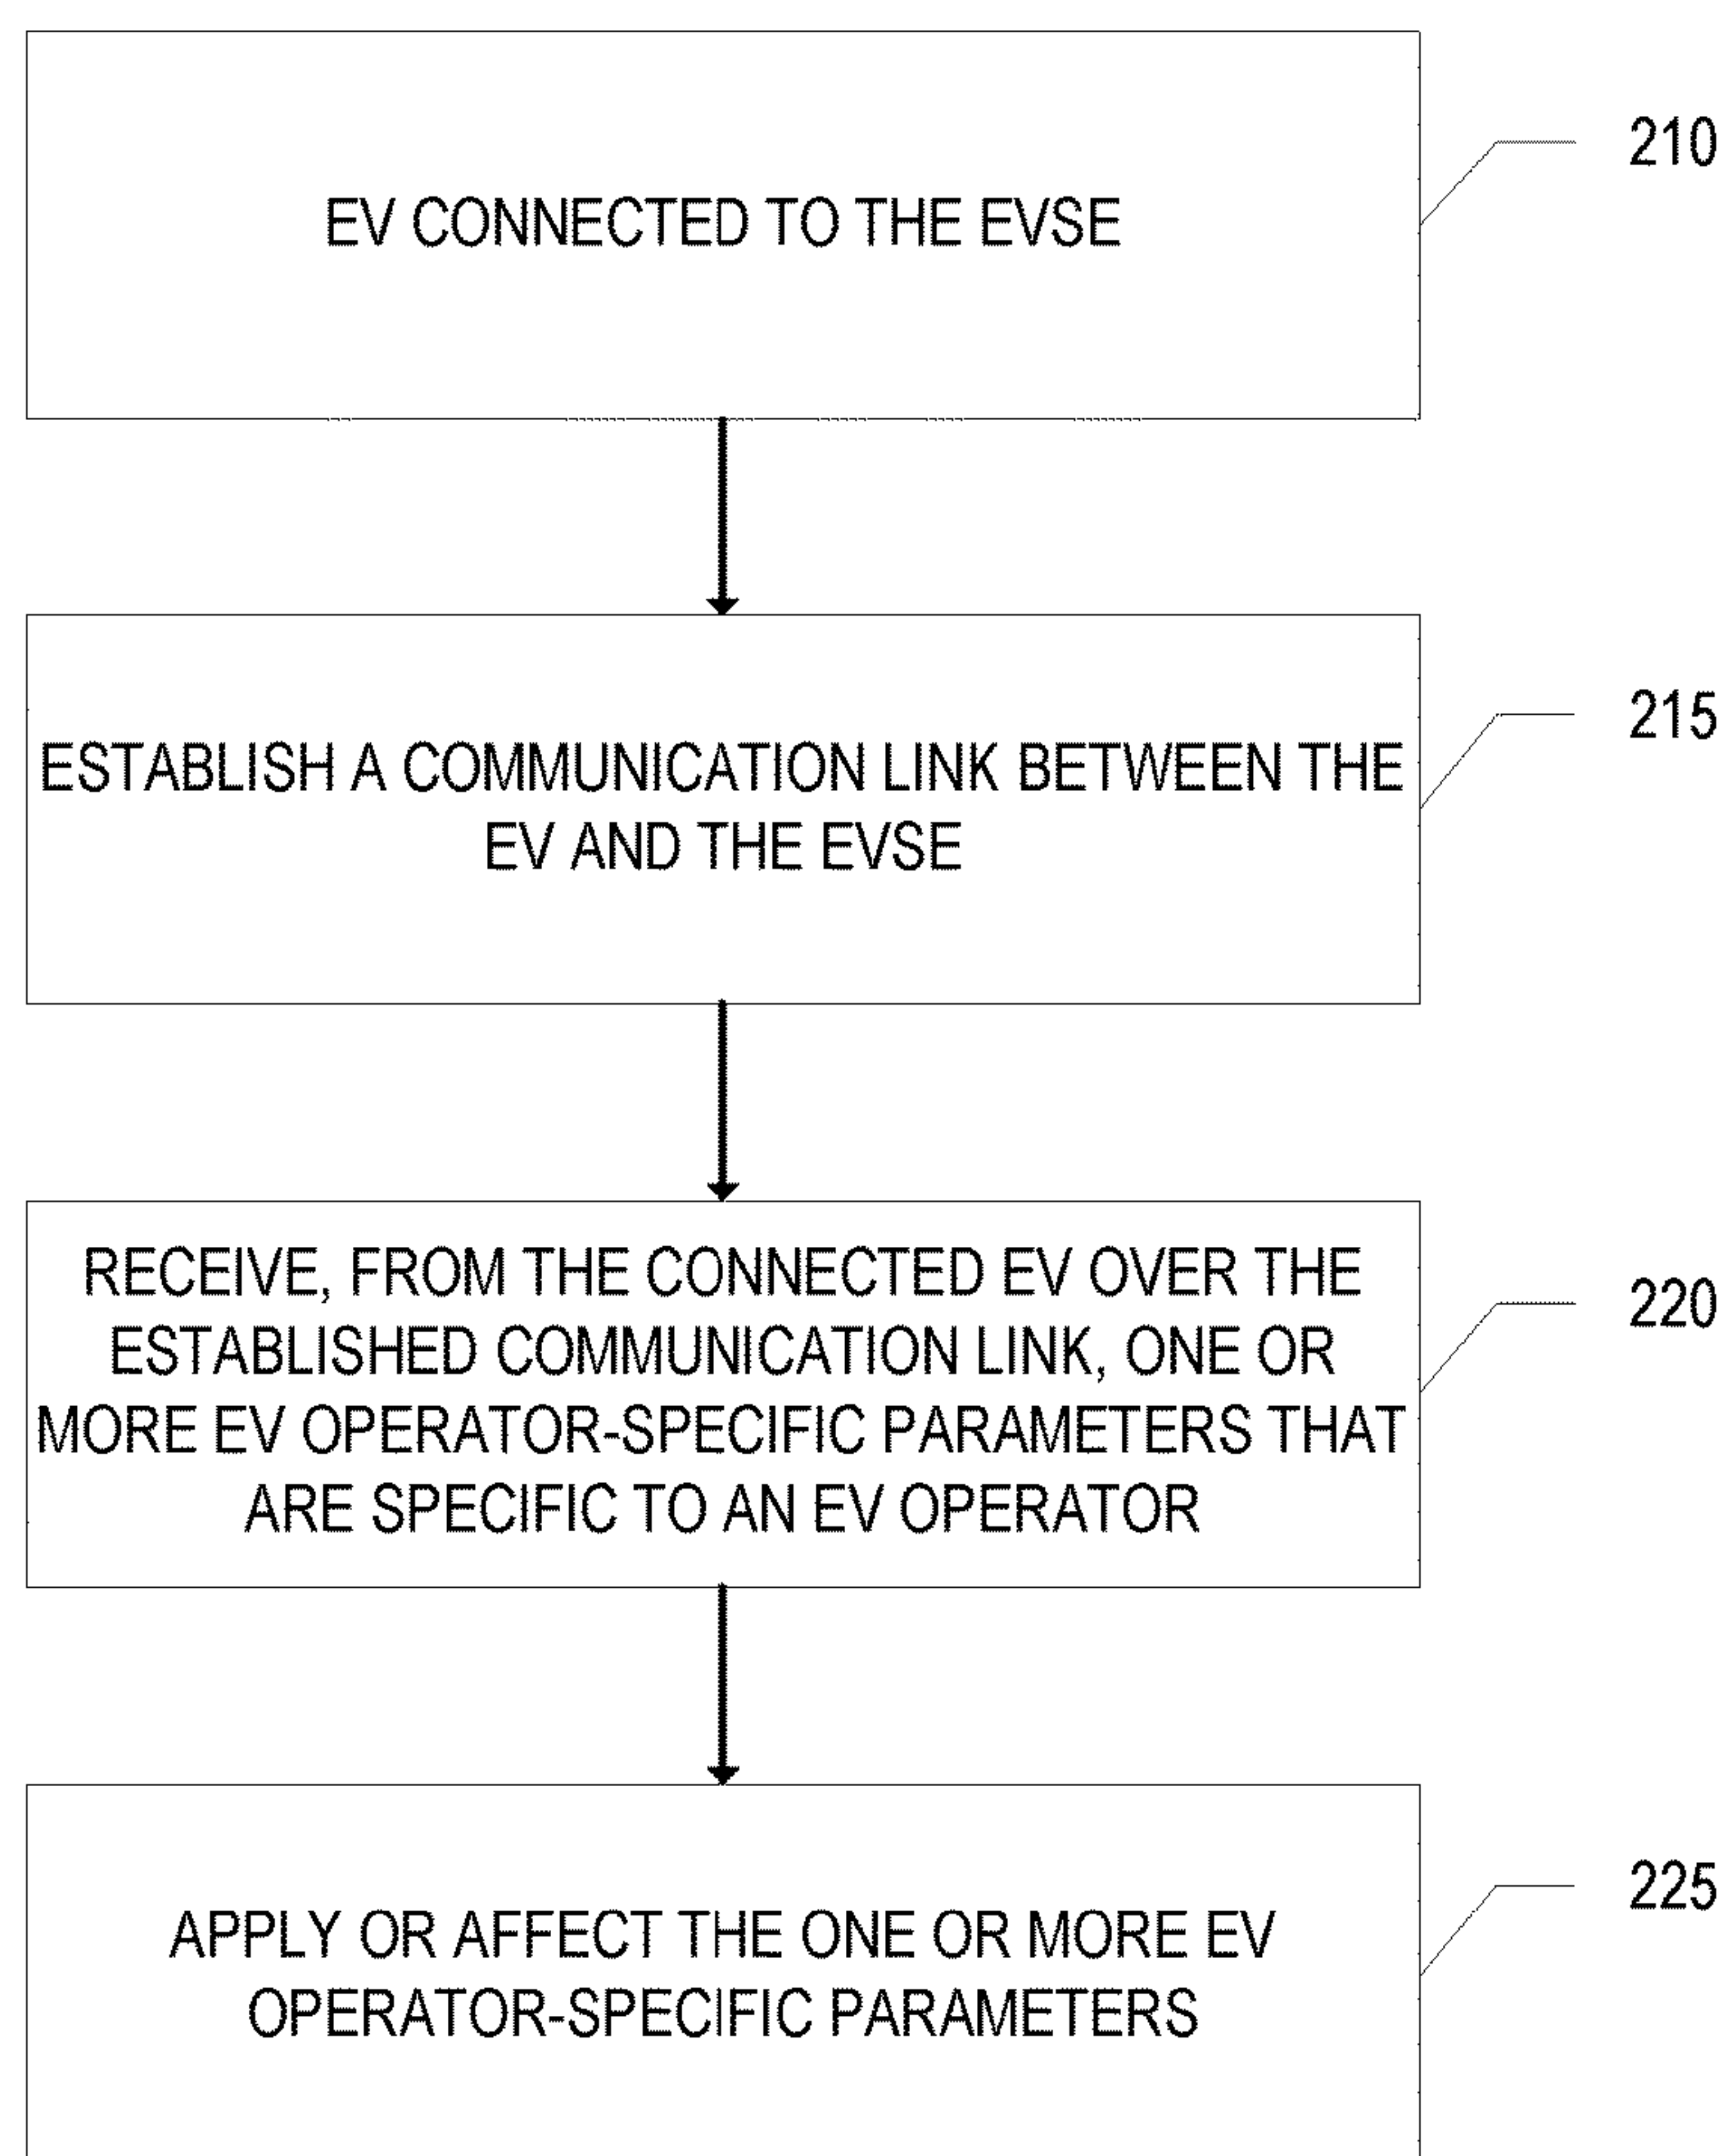 EV CONNECTED TO THE EVSE
210
ESTABLISH A COMMUNICATION LINK BETWEEN THE
EV AND THE EVSE
215
RECEIVE, FROM THE CONNECTED EV OVER THE
ESTABLISHED COMMUNICATION LINK, ONE OR
MORE EV OPERATOR-SPECIFIC PARAMETERS THAT
ARE SPECIFIC TO AN EV OPERATOR
220
APPLY OR AFFECT THE ONE OR MORE EV
OPERATOR-SPECIFIC PARAMETERS
225